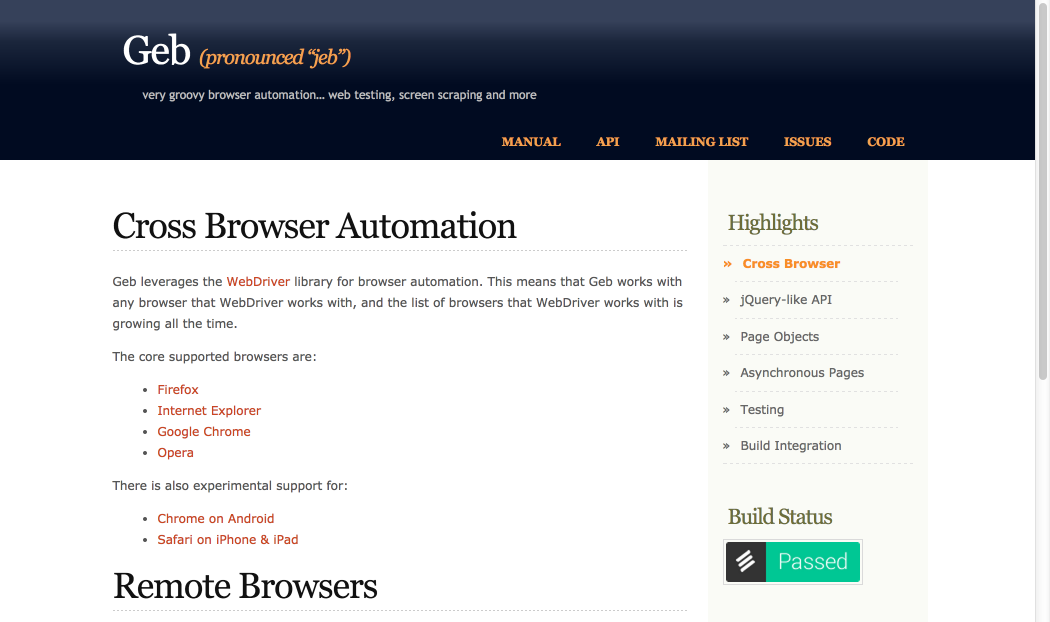 Geb (pronounced “jeb”)
very groovy browser automation… web testing, screen scraping and more
MANUAL API MAILING LIST ISSUES CODE
Cross Browser Automation
Geb leverages the WebDriver library for browser automation. This means that Geb works with
any browser that WebDriver works with, and the list of browsers that WebDriver works with is
growing all the time.
The core supported browsers are:
• Firefox
• Internet Explorer
• Google Chrome
• Opera
There is also experimental support for:
• Chrome on Android
• Safari on iPhone & iPad
Remote Browsers
Highlights
» Cross Browser
» jQuery-like API
» Page Objects
» Asynchronous Pages
» Testing
» Build Integration
Build Status
Passed